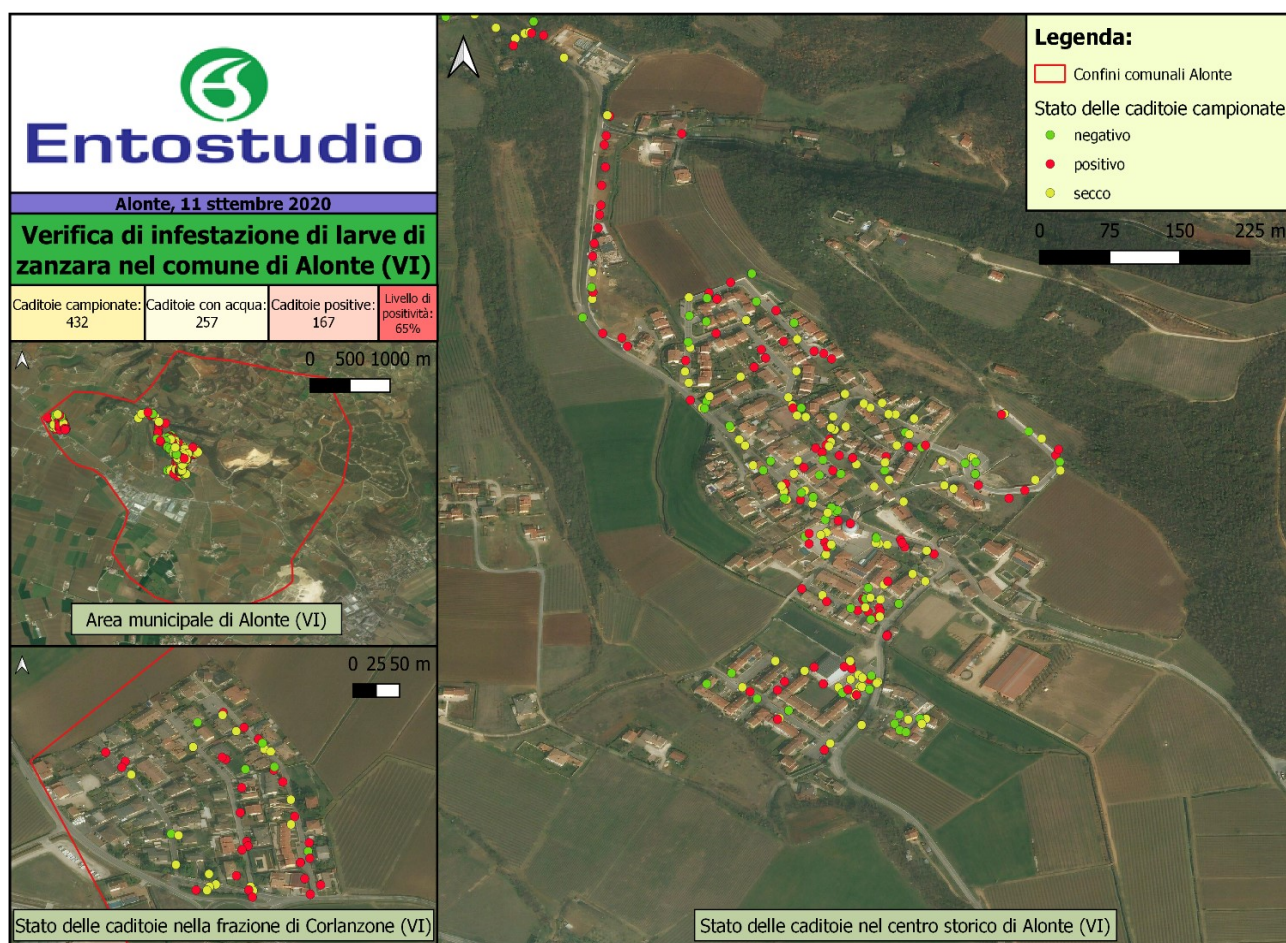 Entostudio
Alonte, 11 sttembre 2020
Verifica di infestazione di larve di
zanzara nel comune di Alonte (VI)
Caditoie campionate:
432
Caditoie con acqua:
257
Caditoie positive:
167
Livello di
positività:
65%
0 500 1000 m
Area municipale di Alonte (VI)
0 25 50 m
Stato delle caditoie nella frazione di Corlanzone (VI)
Legenda:
Confini comunali Alonte
Stato delle caditoie campionate
negativo
positivo
secco
0 75 150 225 m
Stato delle caditoie nel centro storico di Alonte (VI)